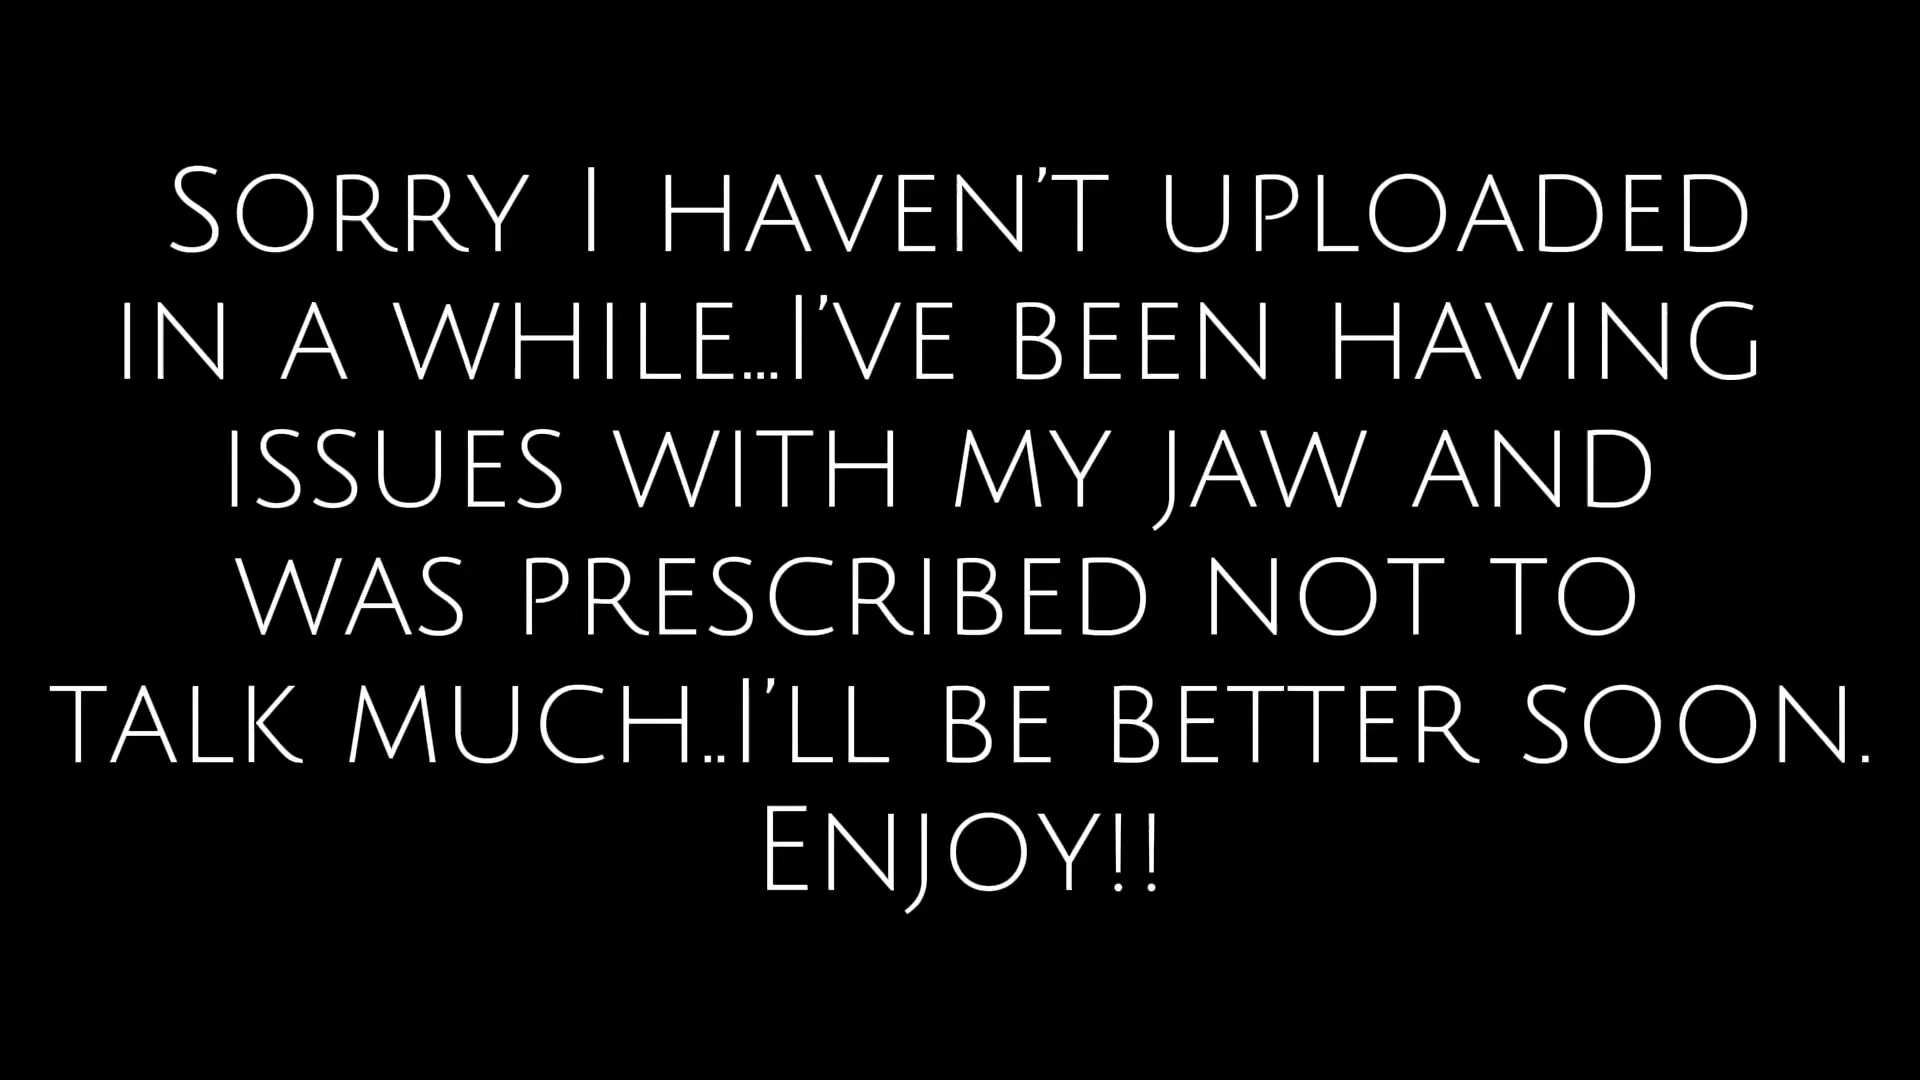 Sorry I haven't uploaded
in a while...I've been having
issues with my jaw and
was prescribed not to
talk much..I'll be better soon.
Enjoy!!